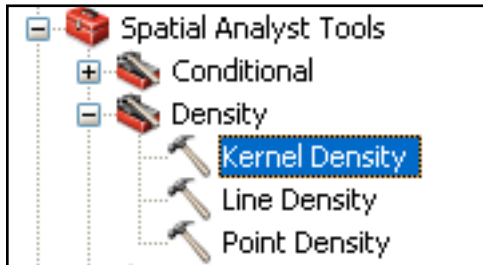 Spatial Analyst Tools
Conditional
Density
Kernel Density
Line Density
Point Density